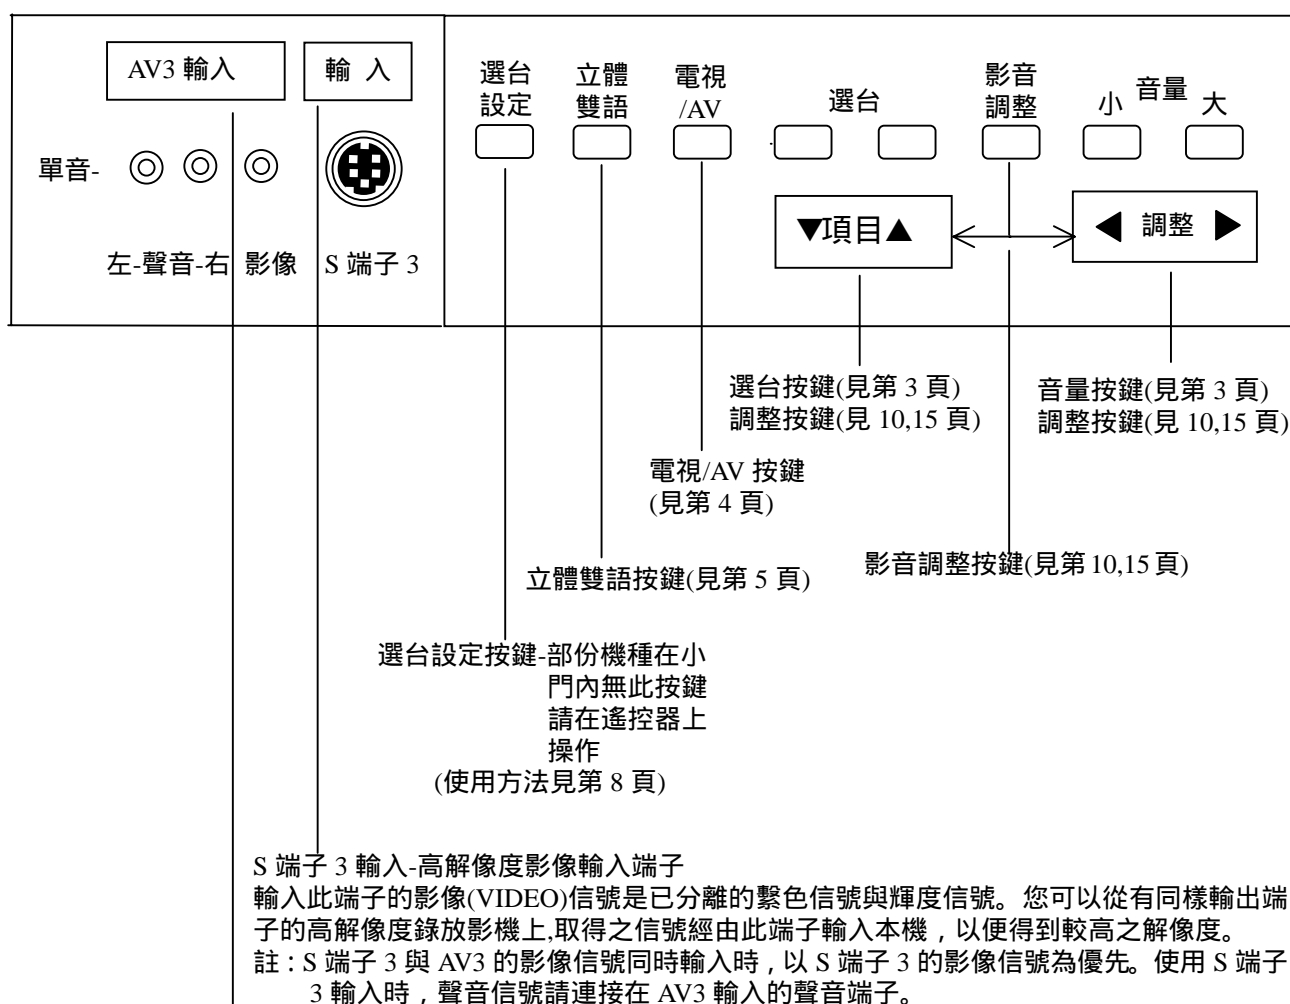 AV3 輸入
輸 入
選台
設定
立體
雙語
電視
/AV
選台
影音
調整
小
音量
大
單音-
左-聲音-右
影像
S 端子 3
▼項目▲
◀ 調整 ▶
選台按鍵(見第 3 頁)
調整按鍵(見 10,15 頁)
音量按鍵(見第 3 頁)
調整按鍵(見 10,15 頁)
電視/AV 按鍵
(見第 4 頁)
立體雙語按鍵(見第 5 頁)
影音調整按鍵(見第 10,15 頁)
選台設定按鍵-部份機種在小
門內無此按鍵
請在遙控器上
操作
(使用方法見第 8 頁)
S 端子 3 輸入-高解像度影像輸入端子
輸入此端子的影像(VIDEO)信號是已分離的繫色信號與輝度信號。您可以從有同樣輸出端
子的高解像度錄放影機上,取得之信號經由此端子輸入本機，以便得到較高之解像度。
註：S 端子 3 與 AV3 的影像信號同時輸入時，以 S 端子 3 的影像信號為優先。使用 S 端子
3 輸入時，聲音信號請連接在 AV3 輸入的聲音端子。